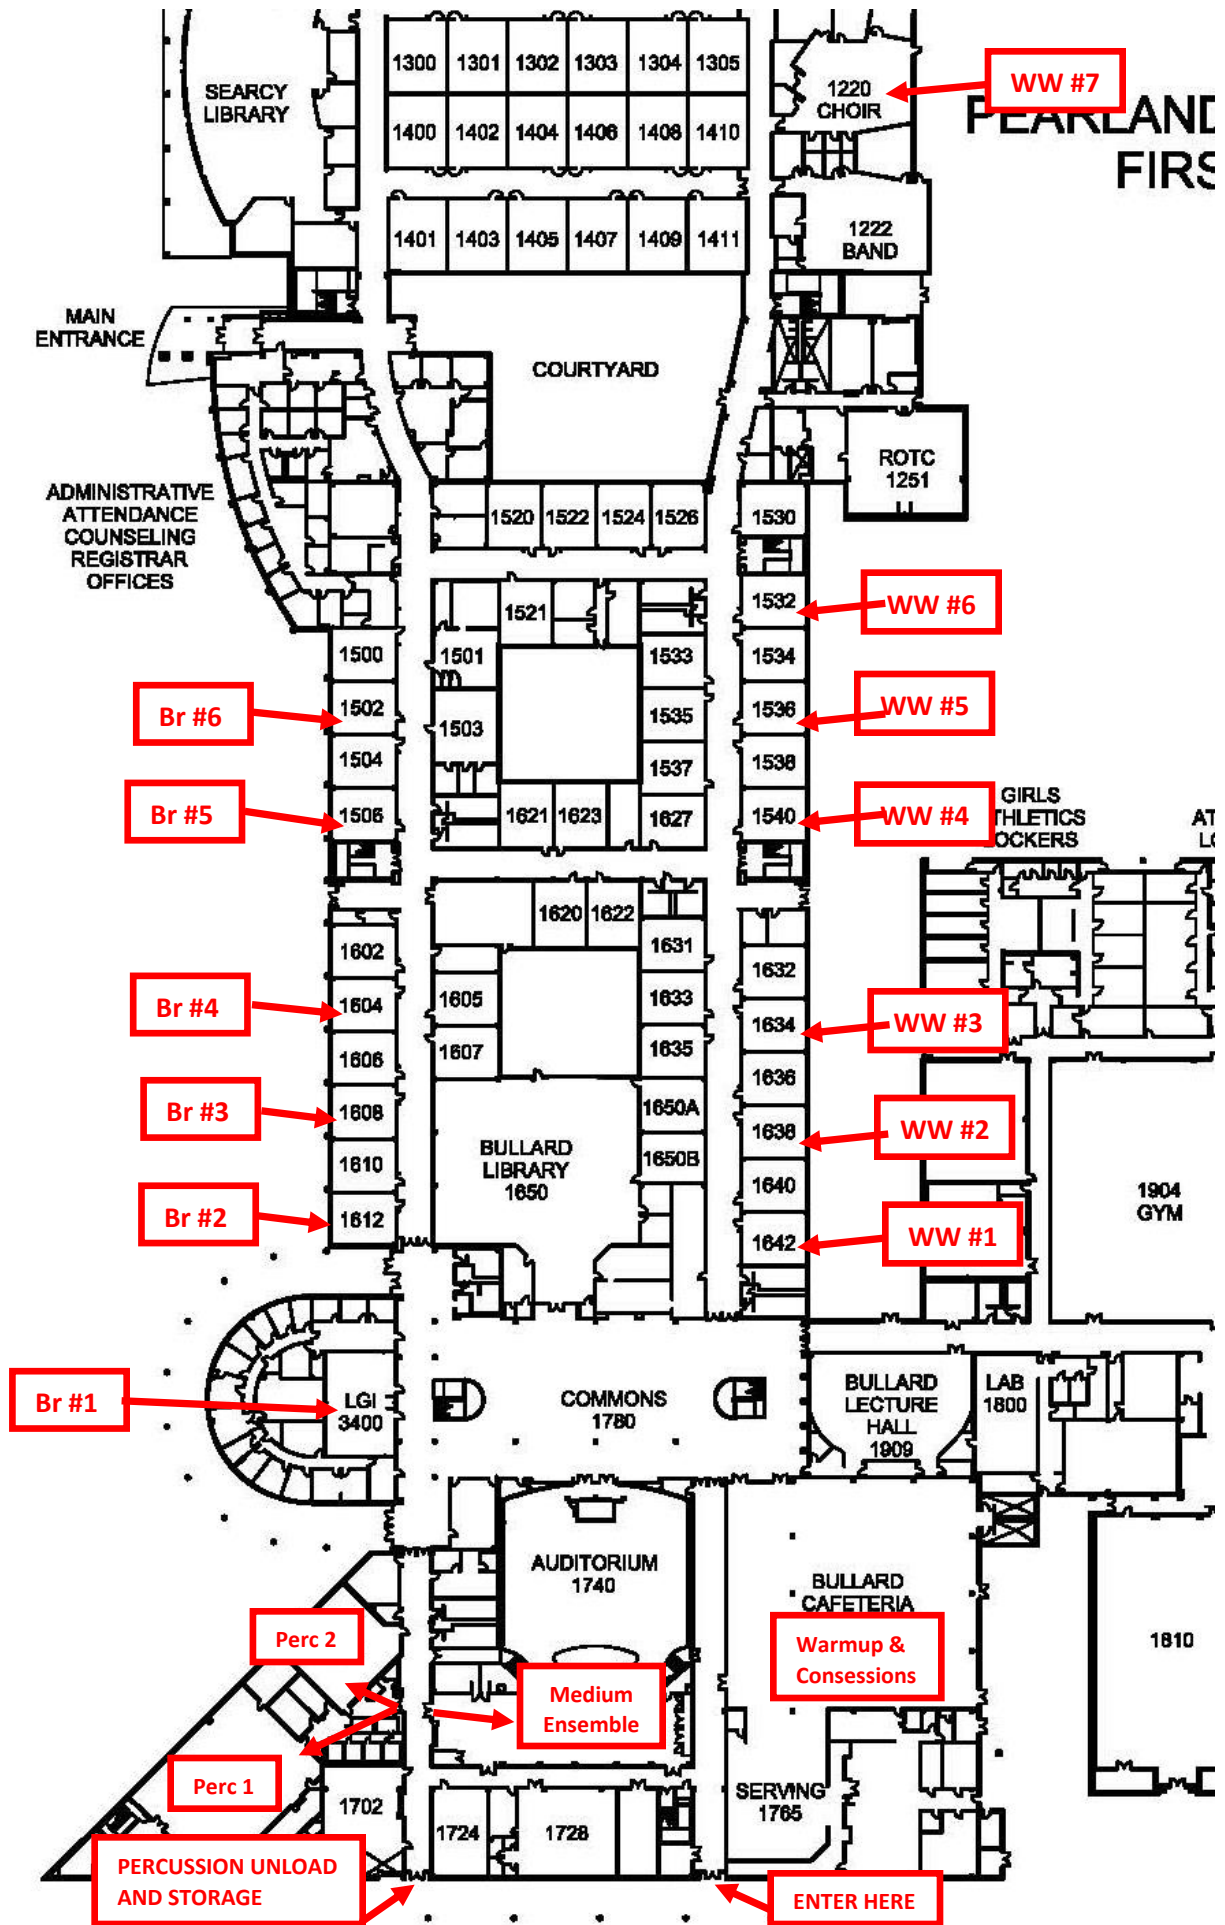 1300 1301 1302 1303 1304 1305
SEARCY
LIBRARY
1220
CHOIR
WW #7
PEARLAND
FIRS
1400 1402 1404 1406 1408 1410
1401 1403 1405 1407 1409 1411
1222
BAND
MAIN
ENTRANCE
COURTYARD
ROTC
1251
ADMINISTRATIVE
ATTENDANCE
COUNSELING
REGISTRAR
OFFICES
1520 1522 1524 1526
1530
1521
1532
WW #6
1500
1501
1533
1534
Br #6
1502
1503
1535
1536
WW #5
1504
1537
1538
Br #5
1506
1621 1623
1627
1540
WW #4
GIRLS
THLETICS
OCKERS
AT
LO
1620 1622
1602
1631
1632
Br #4
1604
1605
1633
1634
WW #3
1606
1607
1635
1636
Br #3
1608
1650A
1638
WW #2
BULLARD
LIBRARY
1650
1610
1650B
1640
1904
GYM
Br #2
1612
1642
WW #1
Br #1
LGI
3400
COMMONS
1780
BULLARD
LECTURE
HALL
1909
LAB
1800
AUDITORIUM
1740
BULLARD
CAFETERIA
Perc 2
Warmup &
Consessions
1810
Medium
Ensemble
Perc 1
1702
1724
1728
SERVING
1765
PERCUSSION UNLOAD
AND STORAGE
ENTER HERE